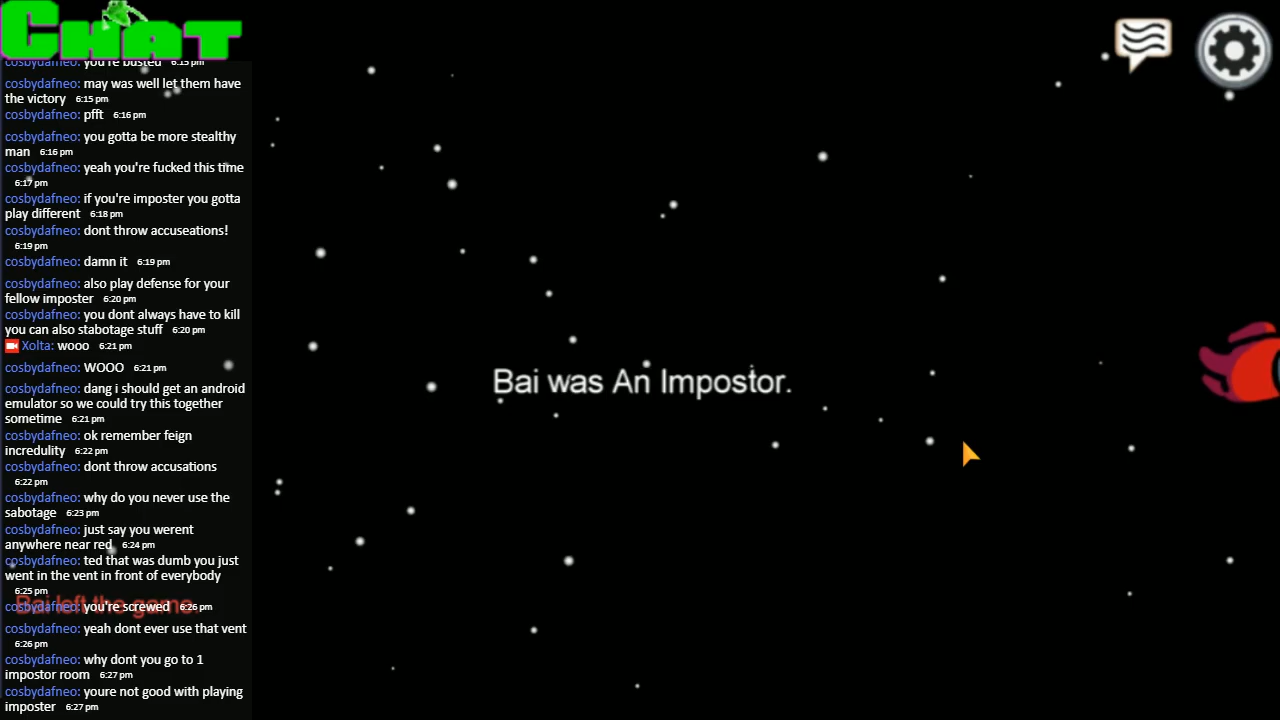 CHAT
cosbydafneo: you're busted 6:15 pm
cosbydafneo: may was well let them have
the victory 6:15 pm
cosbydafneo: pfft 6:16 pm
cosbydafneo: you gotta be more stealthy
man 6:16 pm
cosbydafneo: yeah you're fucked this time
6:17 pm
cosbydafneo: if you're imposter you gotta
play different 6:18 pm
cosbydafneo: dont throw accuseations!
6:19 pm
cosbydafneo: damn it 6:19 pm
cosbydafneo: also play defense for your
fellow imposter 6:20 pm
cosbydafneo: you dont always have to kill
you can also stabotage stuff 6:20 pm
Xolta: wooo 6:21 pm
cosbydafneo: WOOO 6:21 pm
cosbydafneo: dang i should get an android
emulator so we could try this together
sometime 6:21 pm
cosbydafneo: ok remember feign
incredulity 6:22 pm
cosbydafneo: dont throw accusations
6:22 pm
cosbydafneo: why do you never use the
sabotage 6:23 pm
cosbydafneo: just say you werent
anywhere near red 6:24 pm
cosbydafneo: ted that was dumb you just
went in the vent in front of everybody
6:25 pm
cosbydafneo: you're screwed 6:26 pm
Bai left the game.
cosbydafneo: yeah dont ever use that vent
6:26 pm
cosbydafneo: why dont you go to 1
impostor room 6:27 pm
cosbydafneo: youre not good with playing
imposter 6:27 pm
Bai was An Impostor.